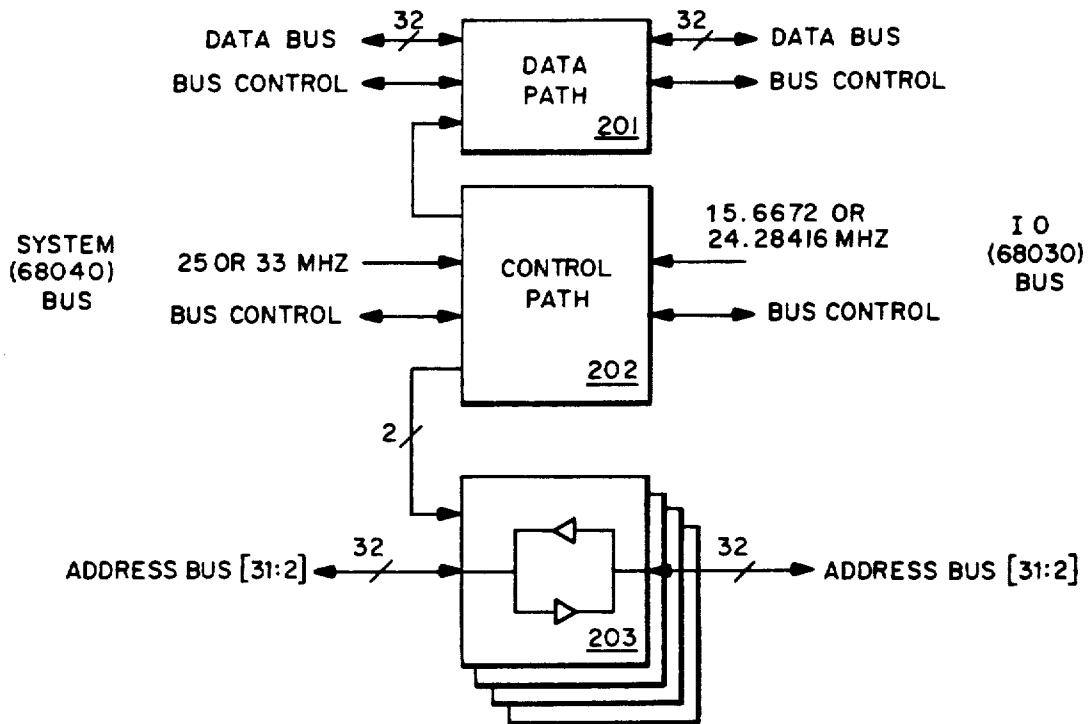 32
32
DATA BUS
DATA BUS
DATA
PATH
BUS CONTROL
BUS CONTROL
201
15.6672 OR
24.28416 MHZ
SYSTEM
(68040)
BUS
I O
(68030)
BUS
25 OR 33 MHZ
CONTROL
PATH
BUS CONTROL
BUS CONTROL
202
2
32
32
ADDRESS BUS [31:2]
ADDRESS BUS [31:2]
203